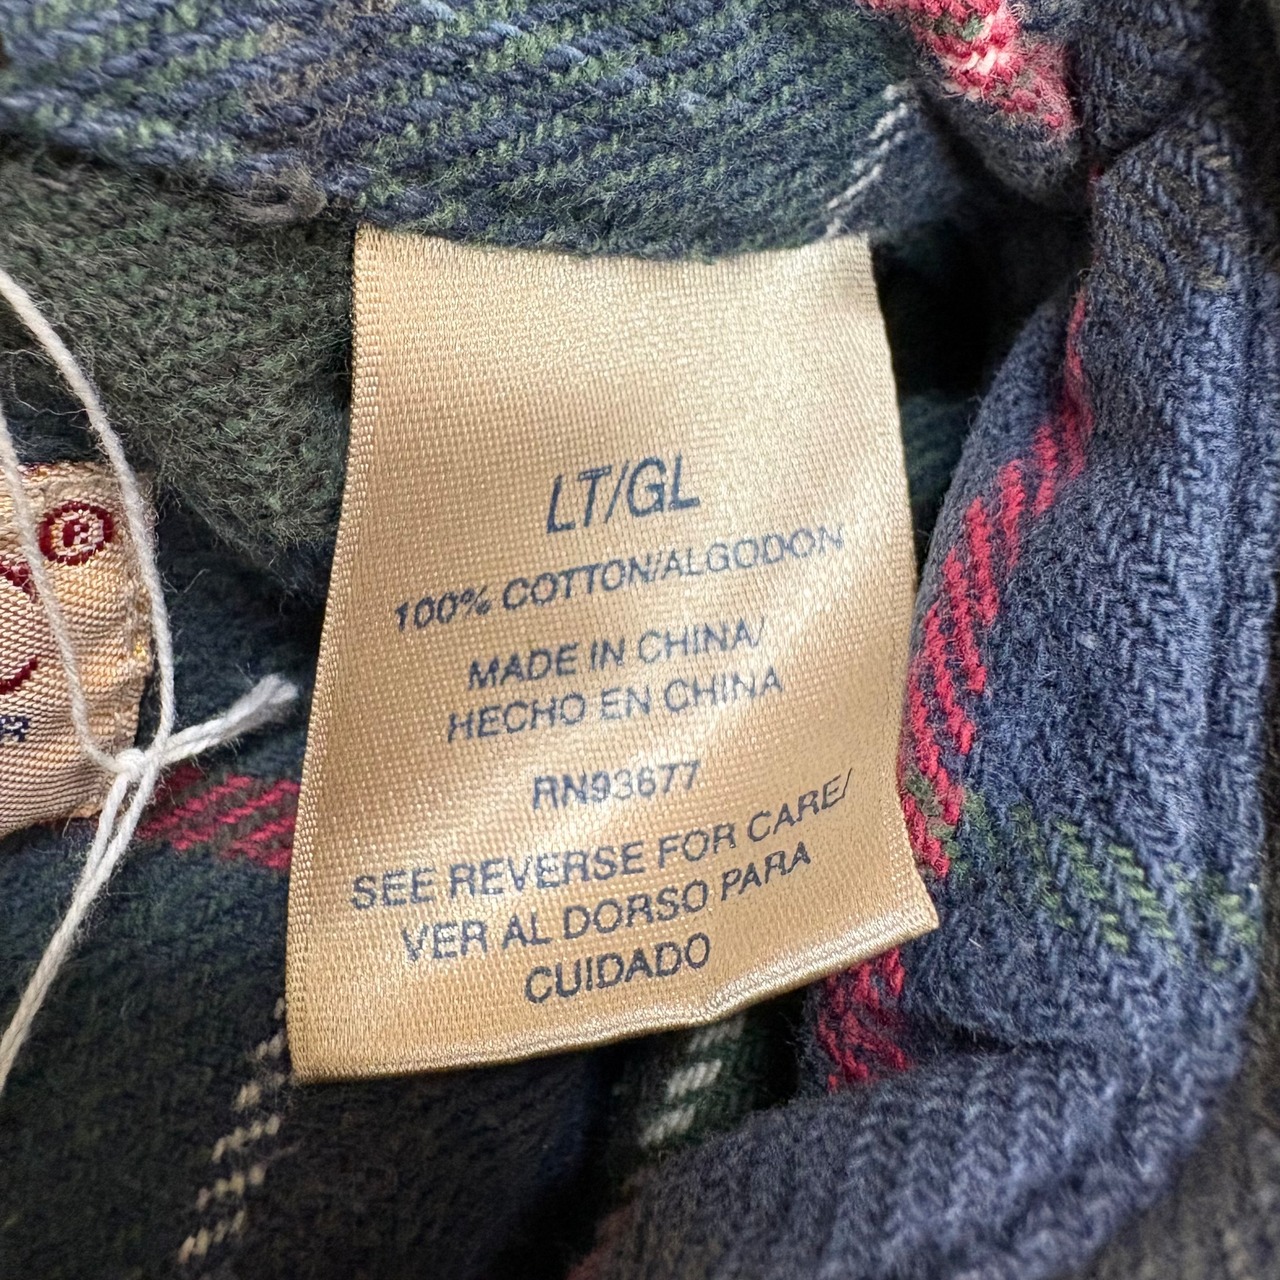 LT/GL
100% COTTON/ALGODON
MADE IN CHINA/
HECHO EN CHINA
RN93677
SEE REVERSE FOR CARE/
VER AL DORSO PARA
CUIDADO
®